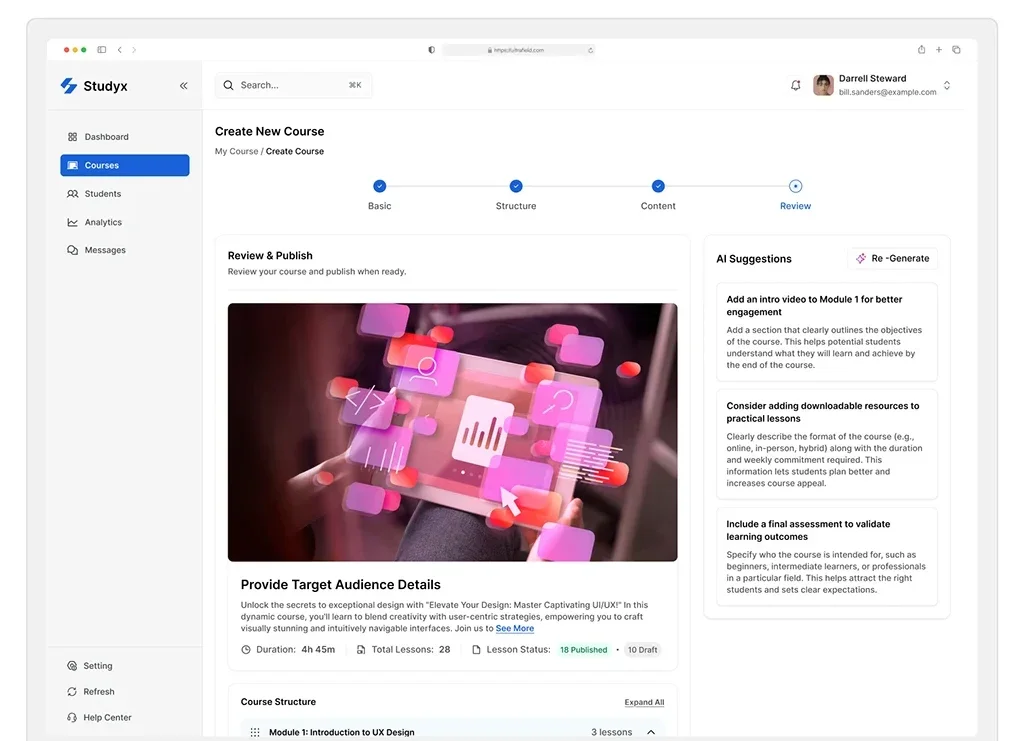 https://ultrafield.com
Studyx
Search...
⌘K
Darrell Steward
bill.sanders@example.com
Dashboard
Courses
Students
Analytics
Messages
Setting
Refresh
Help Center
Create New Course
My Course / Create Course
Basic
Structure
Content
Review
Review & Publish
Review your course and publish when ready.
Provide Target Audience Details
Unlock the secrets to exceptional design with "Elevate Your Design: Master Captivating UI/UX!" In this
dynamic course, you'll learn to blend creativity with user-centric strategies, empowering you to craft
visually stunning and intuitively navigable interfaces. Join us to See More
Duration: 4h 45m
Total Lessons: 28
Lesson Status: 18 Published • 10 Draft
Course Structure
Expand All
Module 1: Introduction to UX Design
3 lessons
AI Suggestions
Re -Generate
Add an intro video to Module 1 for better
engagement
Add a section that clearly outlines the objectives
of the course. This helps potential students
understand what they will learn and achieve by
the end of the course.
Consider adding downloadable resources to
practical lessons
Clearly describe the format of the course (e.g.,
online, in-person, hybrid) along with the duration
and weekly commitment required. This
information lets students plan better and
increases course appeal.
Include a final assessment to validate
learning outcomes
Specify who the course is intended for, such as
beginners, intermediate learners, or professionals
in a particular field. This helps attract the right
students and sets clear expectations.